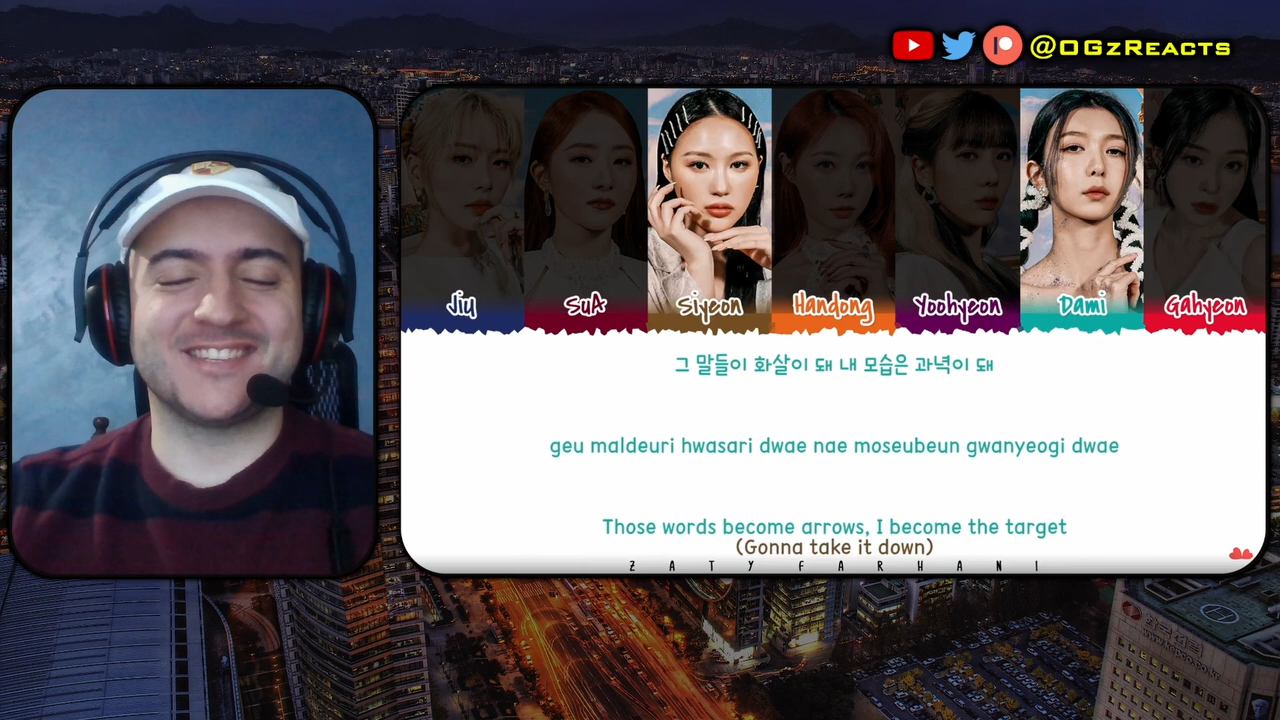 @OGzReacts
Jiu SuA Siyeon Handong Yoohyeon Dami Gahyeon
그 말들이 화살이 돼 내 모습은 과녁이 돼
geu maldeuri hwasari dwae nae moseubeun gwanyeogi dwae
Those words become arrows, I become the target
(Gonna take it down)
ZATY FARHANI